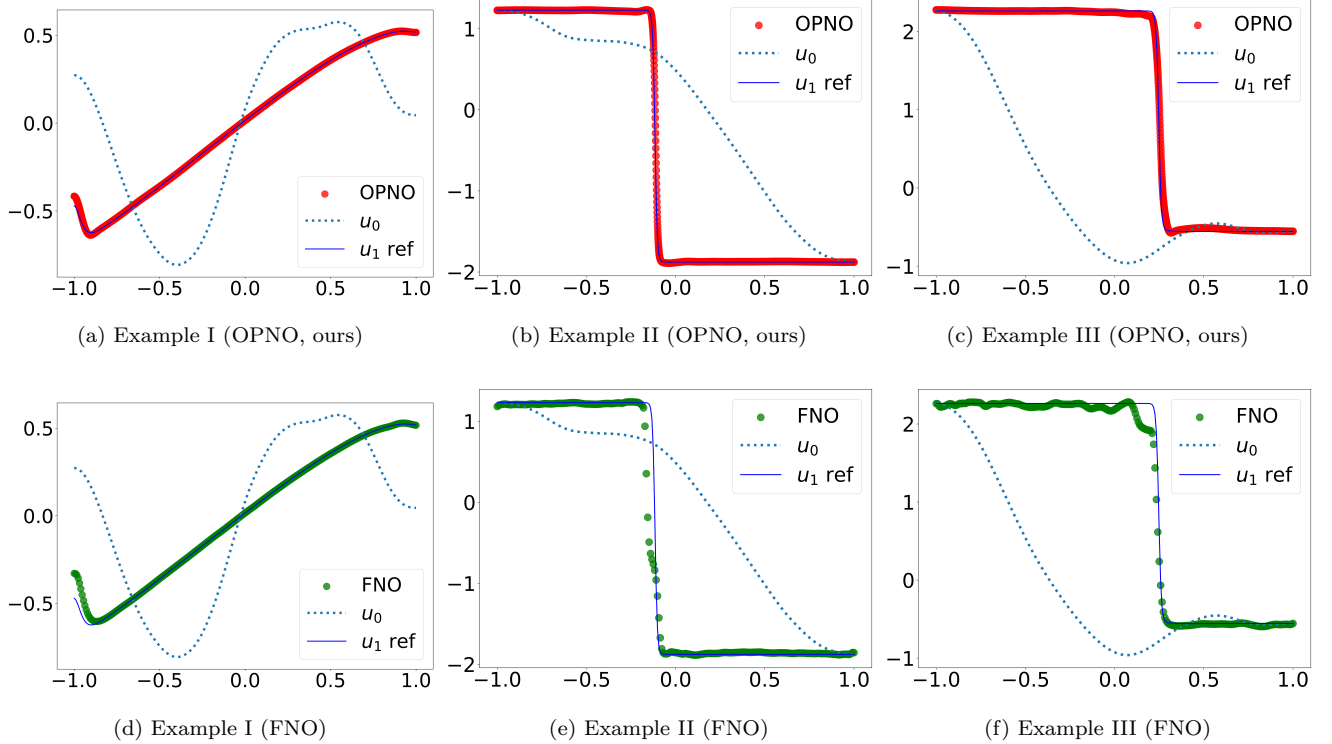 0.5
0.0
−0.5
−1.0 −0.5 0.0 0.5 1.0
OPNO
u₀
u₁ ref
(a) Example I (OPNO, ours)
1
0
−1
−2
−1.0 −0.5 0.0 0.5 1.0
OPNO
u₀
u₁ ref
(b) Example II (OPNO, ours)
2
1
0
−1
−1.0 −0.5 0.0 0.5 1.0
OPNO
u₀
u₁ ref
(c) Example III (OPNO, ours)
0.5
0.0
−0.5
−1.0 −0.5 0.0 0.5 1.0
FNO
u₀
u₁ ref
(d) Example I (FNO)
1
0
−1
−2
−1.0 −0.5 0.0 0.5 1.0
FNO
u₀
u₁ ref
(e) Example II (FNO)
2
1
0
−1
−1.0 −0.5 0.0 0.5 1.0
FNO
u₀
u₁ ref
(f) Example III (FNO)